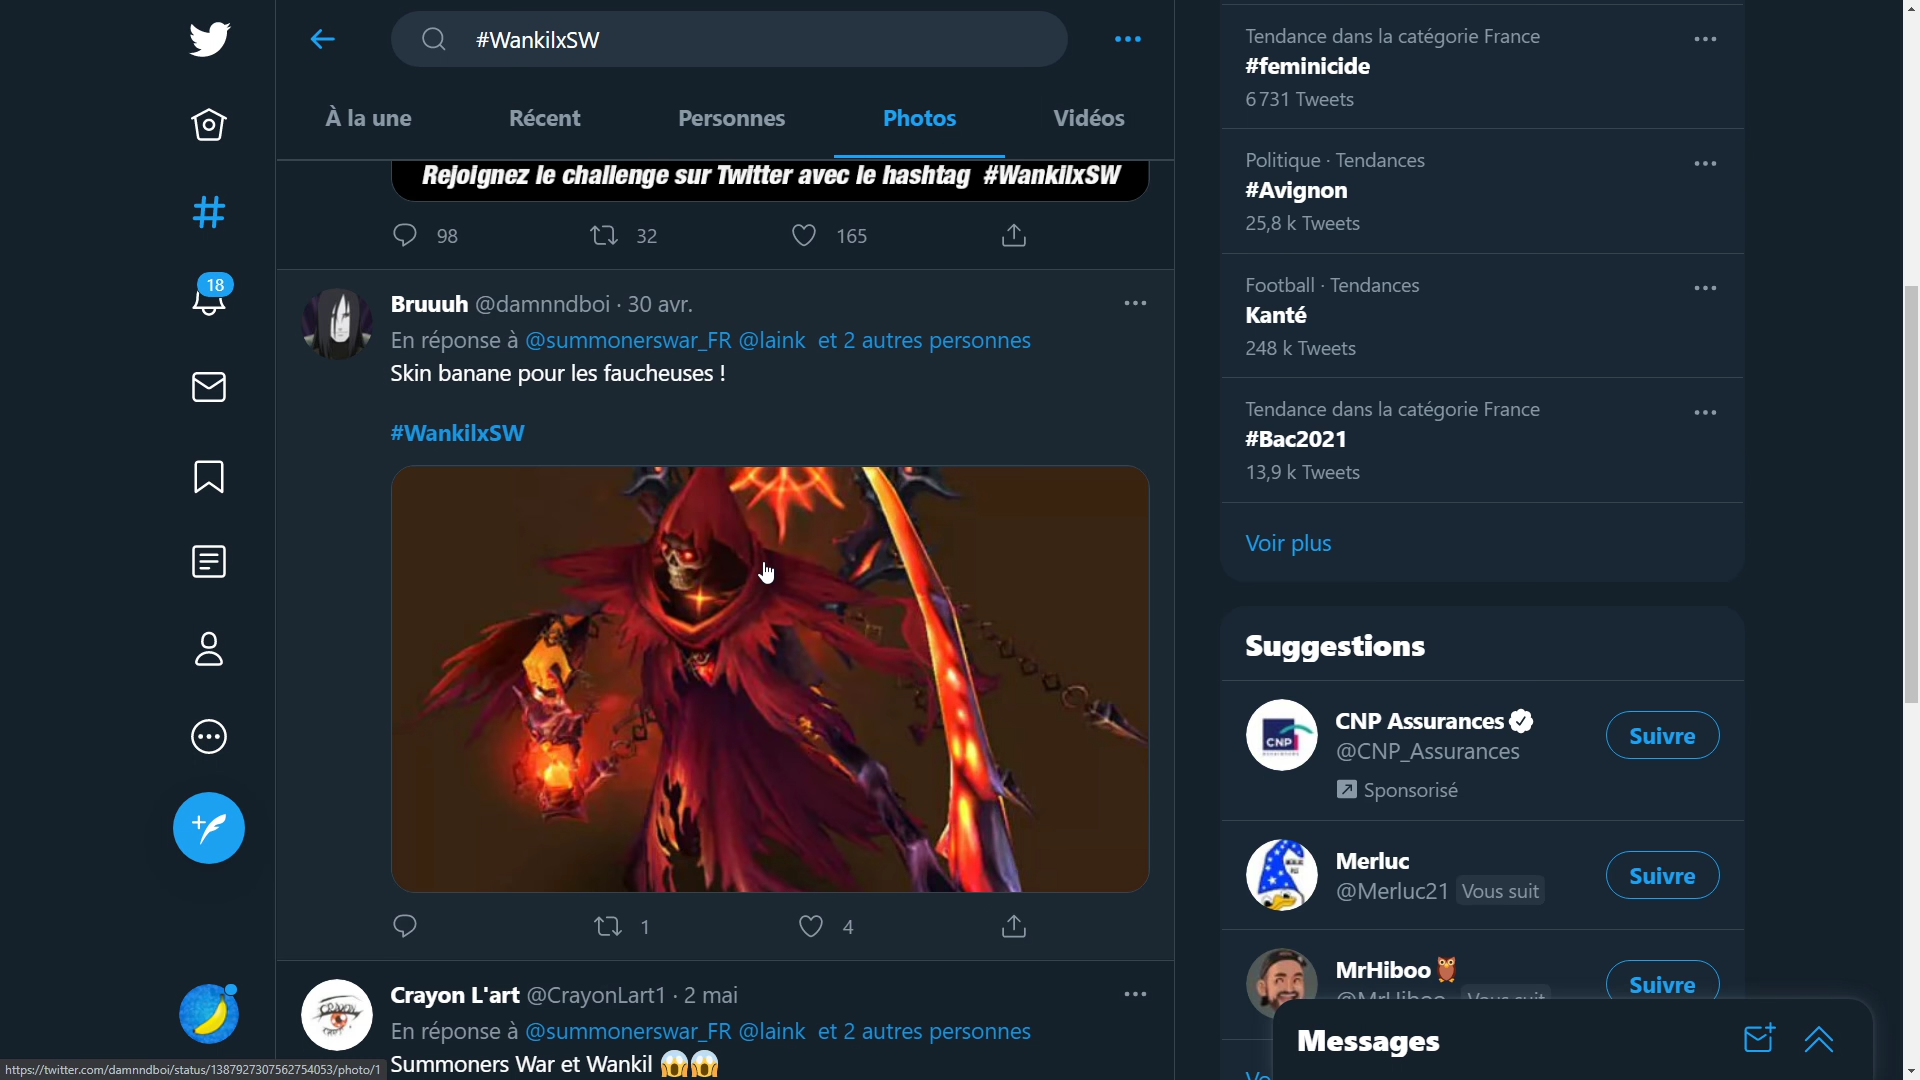 #WankilxSW
À la une
Récent
Personnes
Photos
Vidéos
Rejoignez le challenge sur Twitter avec le hashtag #WankilxSW
98
32
165
18
Bruuuh @damnndboi · 30 avr.
En réponse à @summonerswar_FR @laink et 2 autres personnes
Skin banane pour les faucheuses !
#WankilxSW
1
4
Crayon L'art @CrayonLart1 · 2 mai
En réponse à @summonerswar_FR @laink et 2 autres personnes
Summoners War et Wankil 😱😱
https://twitter.com/damnndboi/status/1387927307562754053/photo/1
Tendance dans la catégorie France
#feminicide
6 731 Tweets
Politique · Tendances
#Avignon
25,8 k Tweets
Football · Tendances
Kanté
248 k Tweets
Tendance dans la catégorie France
#Bac2021
13,9 k Tweets
Voir plus
Suggestions
CNP
CNP Assurances
Suivre
@CNP_Assurances
Sponsorisé
Merluc
Suivre
@Merluc21 Vous suit
MrHiboo🦉
Suivre
@MrHiboo Vous suit
Messages